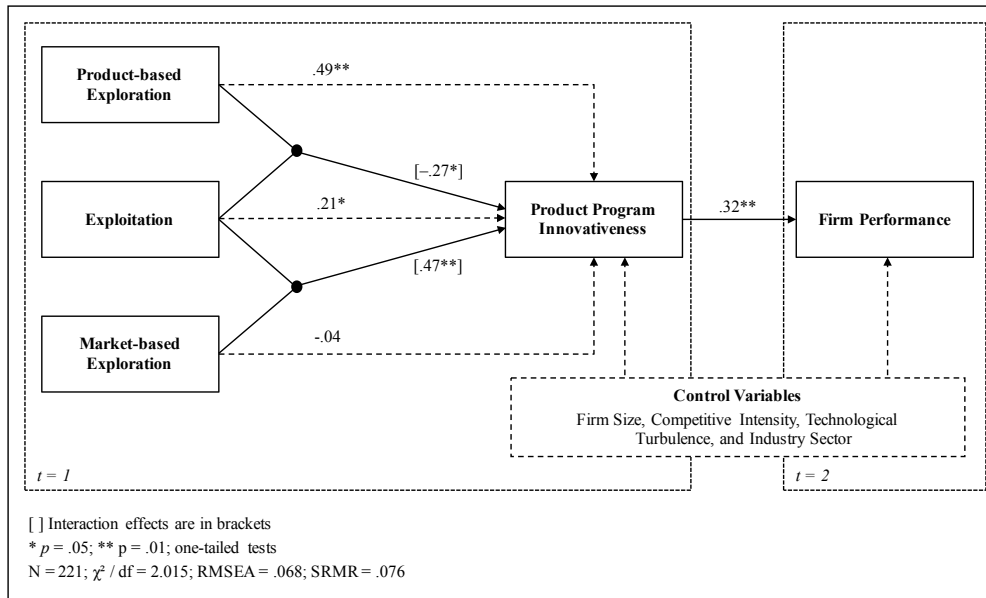 Product-based
Exploration
.49**
[–.27*]
Exploitation
.21*
Product Program
Innovativeness
.32**
Firm Performance
[.47**]
Market-based
Exploration
-.04
Control Variables
Firm Size, Competitive Intensity, Technological
Turbulence, and Industry Sector
t = 1
t = 2
[ ] Interaction effects are in brackets
* p = .05; ** p = .01; one-tailed tests
N = 221; χ² / df = 2.015; RMSEA = .068; SRMR = .076